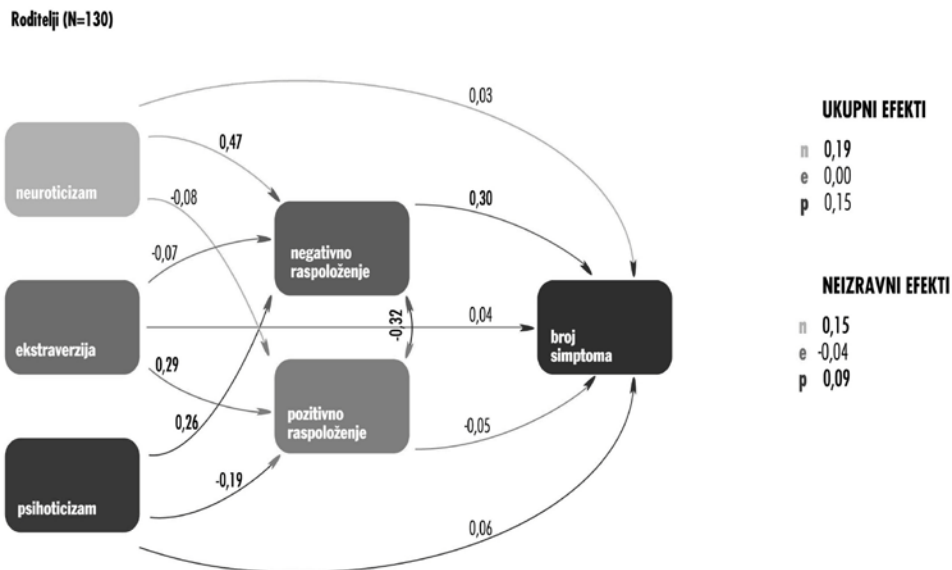 Roditelji (N=130)
0,03
UKUPNI EFEKTI
n 0,19
e 0,00
p 0,15
neuroticizam
0,47
-0,08
0,30
negativno
raspoloženje
-0,07
ekstraverzija
0,04
-0,32
broj
simptoma
NEIZRAVNI EFEKTI
n 0,15
e -0,04
p 0,09
0,29
0,26
pozitivno
raspoloženje
-0,05
psihoticizam
-0,19
0,06